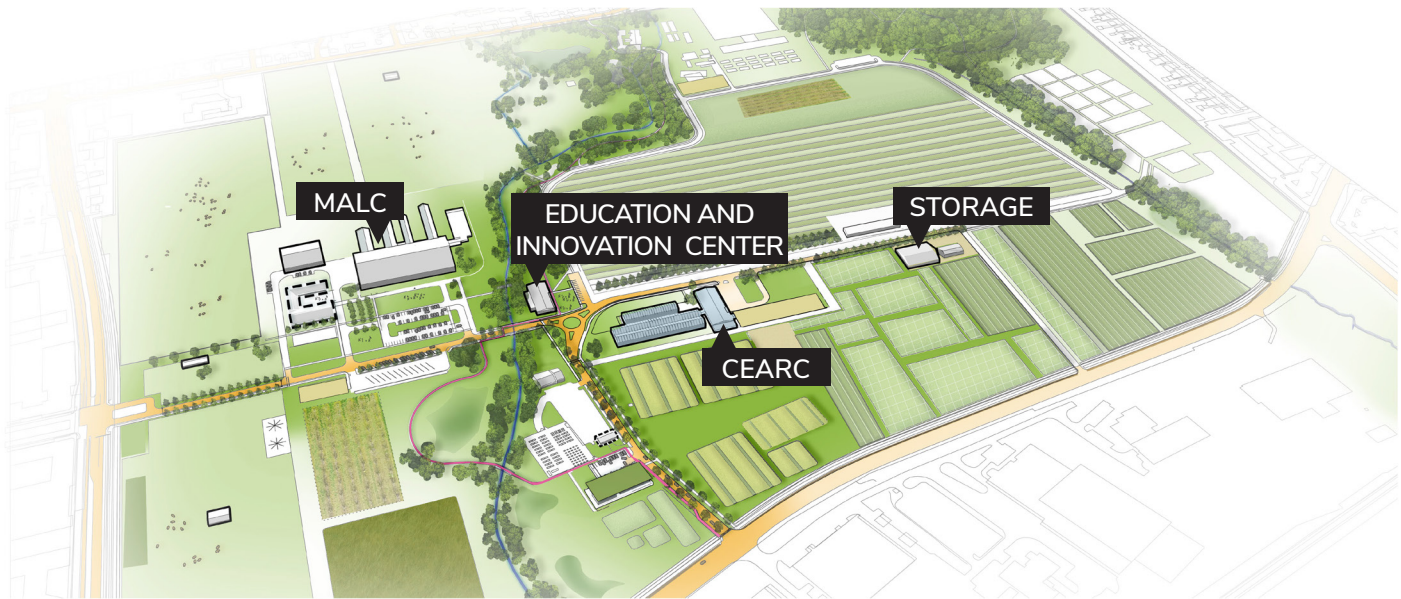 MALC
EDUCATION AND
INNOVATION CENTER
STORAGE
CEARC